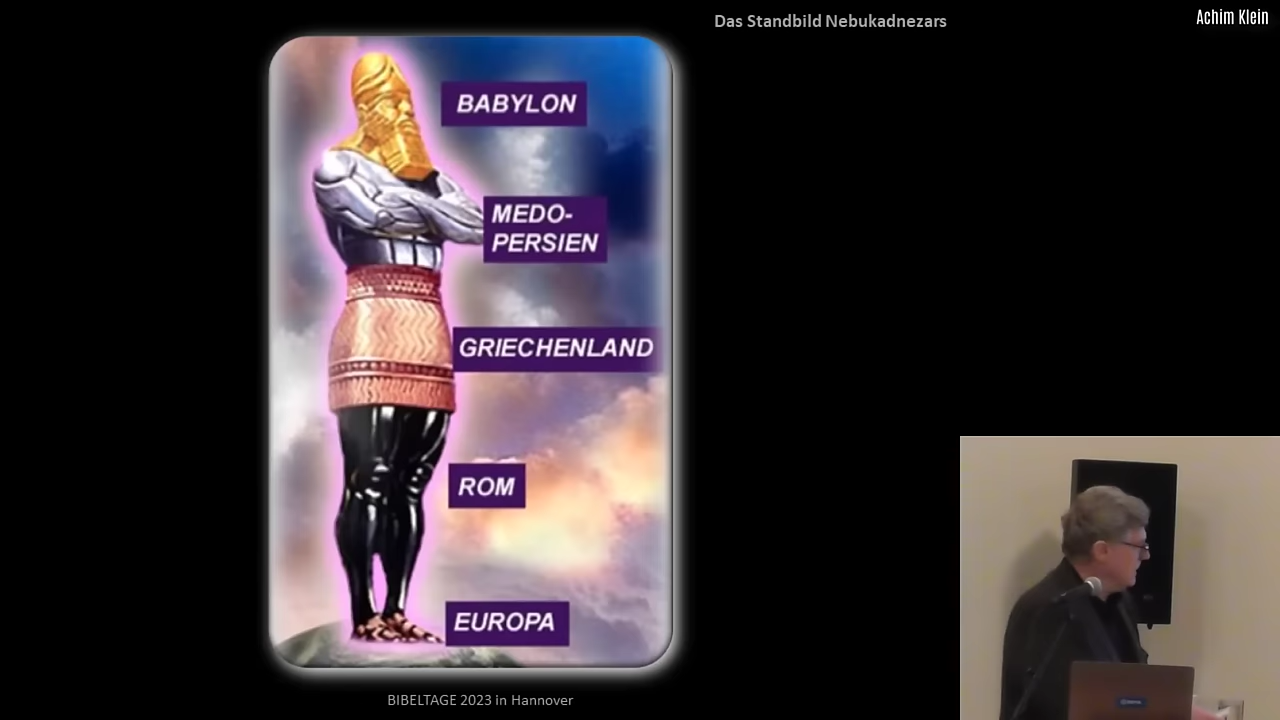 Das Standbild Nebukadnezars
Achim Klein
BABYLON
MEDO-
PERSIEN
GRIECHENLAND
ROM
EUROPA
BIBELTAGE 2023 in Hannover